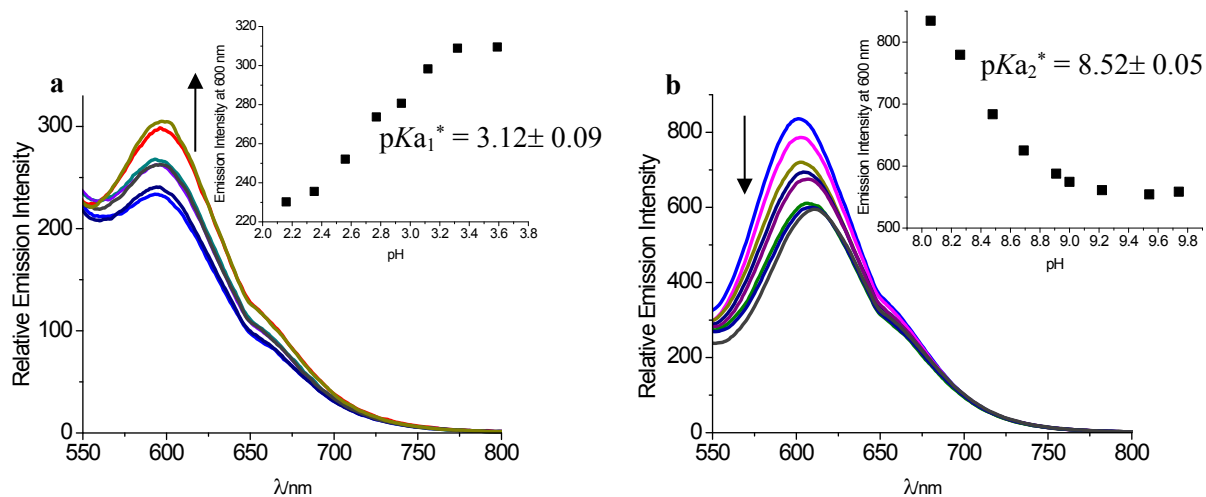 a
Relative Emission Intensity
300
200
100
0
550 600 650 700 750 800
λ/nm
Emission Intensity at 600 nm
320
300
280
260
240
220
2.0 2.2 2.4 2.6 2.8 3.0 3.2 3.4 3.6 3.8
pH
pKa₁* = 3.12± 0.09
b
Relative Emission Intensity
800
600
400
200
0
550 600 650 700 750 800
λ/nm
Emission Intensity at 600 nm
800
700
600
500
8.0 8.2 8.4 8.6 8.8 9.0 9.2 9.4 9.6 9.8
pH
pKa₂* = 8.52± 0.05